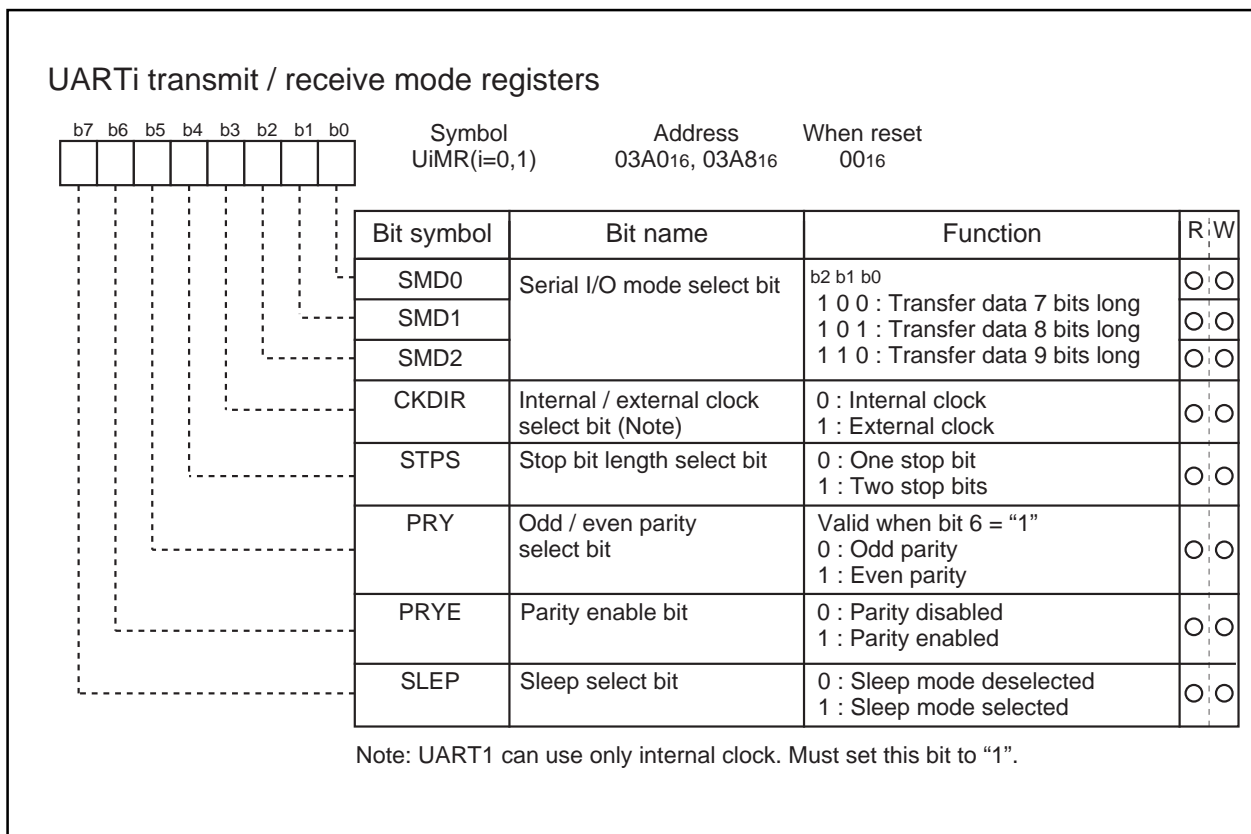 UARTi transmit / receive mode registers
b7 b6 b5 b4 b3 b2 b1 b0
Symbol Address When reset
UiMR(i=0,1) 03A016, 03A816 0016
Bit symbol Bit name Function R W
SMD0 Serial I/O mode select bit b2 b1 b0
1 0 0 : Transfer data 7 bits long
SMD1 1 0 1 : Transfer data 8 bits long
SMD2 1 1 0 : Transfer data 9 bits long
CKDIR Internal / external clock 0 : Internal clock
select bit (Note) 1 : External clock
STPS Stop bit length select bit 0 : One stop bit
1 : Two stop bits
PRY Odd / even parity Valid when bit 6 = “1”
select bit 0 : Odd parity
1 : Even parity
PRYE Parity enable bit 0 : Parity disabled
1 : Parity enabled
SLEP Sleep select bit 0 : Sleep mode deselected
1 : Sleep mode selected
Note: UART1 can use only internal clock. Must set this bit to “1”.